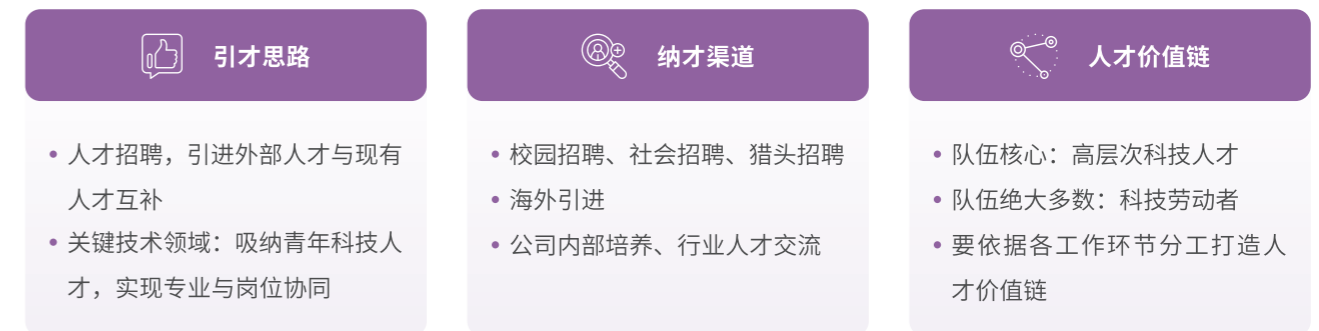 引才思路
人才招聘，引进外部人才与现有
人才互补
关键技术领域：吸纳青年科技人
才，实现专业与岗位协同
纳才渠道
校园招聘、社会招聘、猎头招聘
海外引进
公司内部培养、行业人才交流
人才价值链
队伍核心：高层次科技人才
队伍绝大多数：科技劳动者
要依据各工作环节分工打造人
才价值链